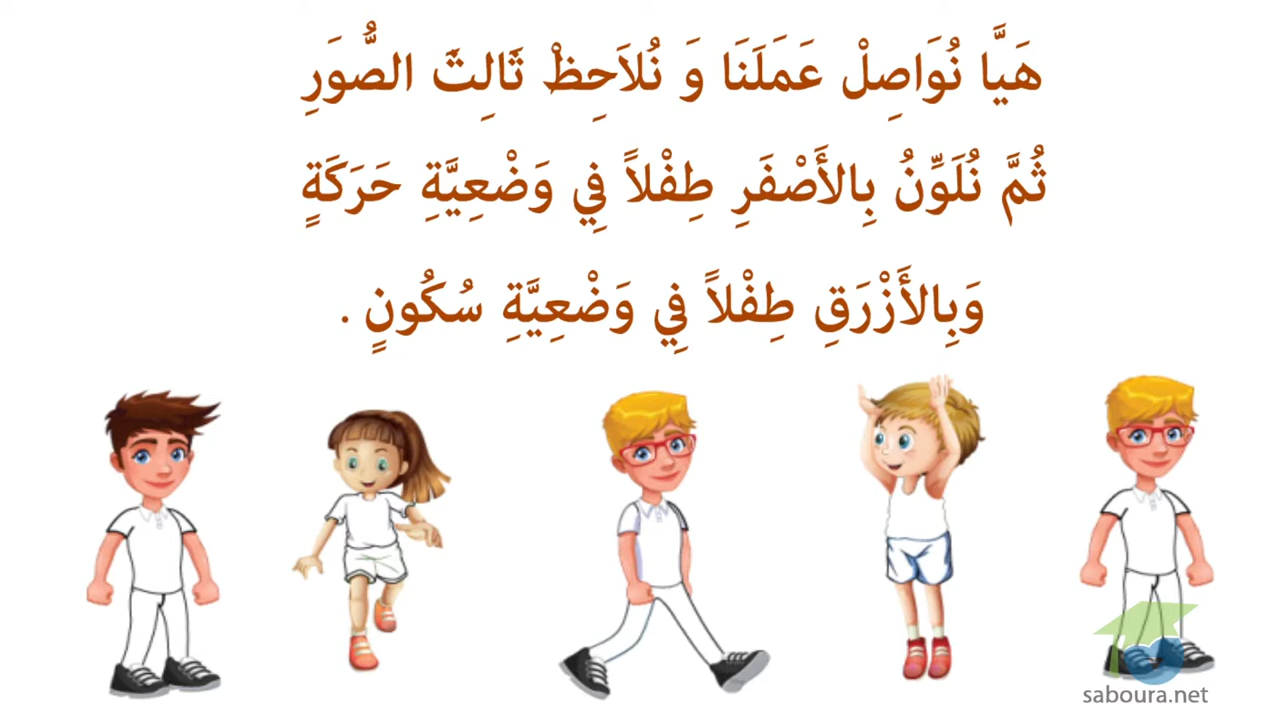 هَيَّا نُوَاصِلْ عَمَلَنَا وَ نُلاَحِظْ ثَالِثَ الصُّوَرِ
ثُمَّ نُلَوِّنُ بِالأَصْفَرِ طِفْلاً فِي وَضْعِيَّةِ حَرَكَةٍ
وَبِالأَزْرَقِ طِفْلاً فِي وَضْعِيَّةِ سُكُونٍ .
saboura.net